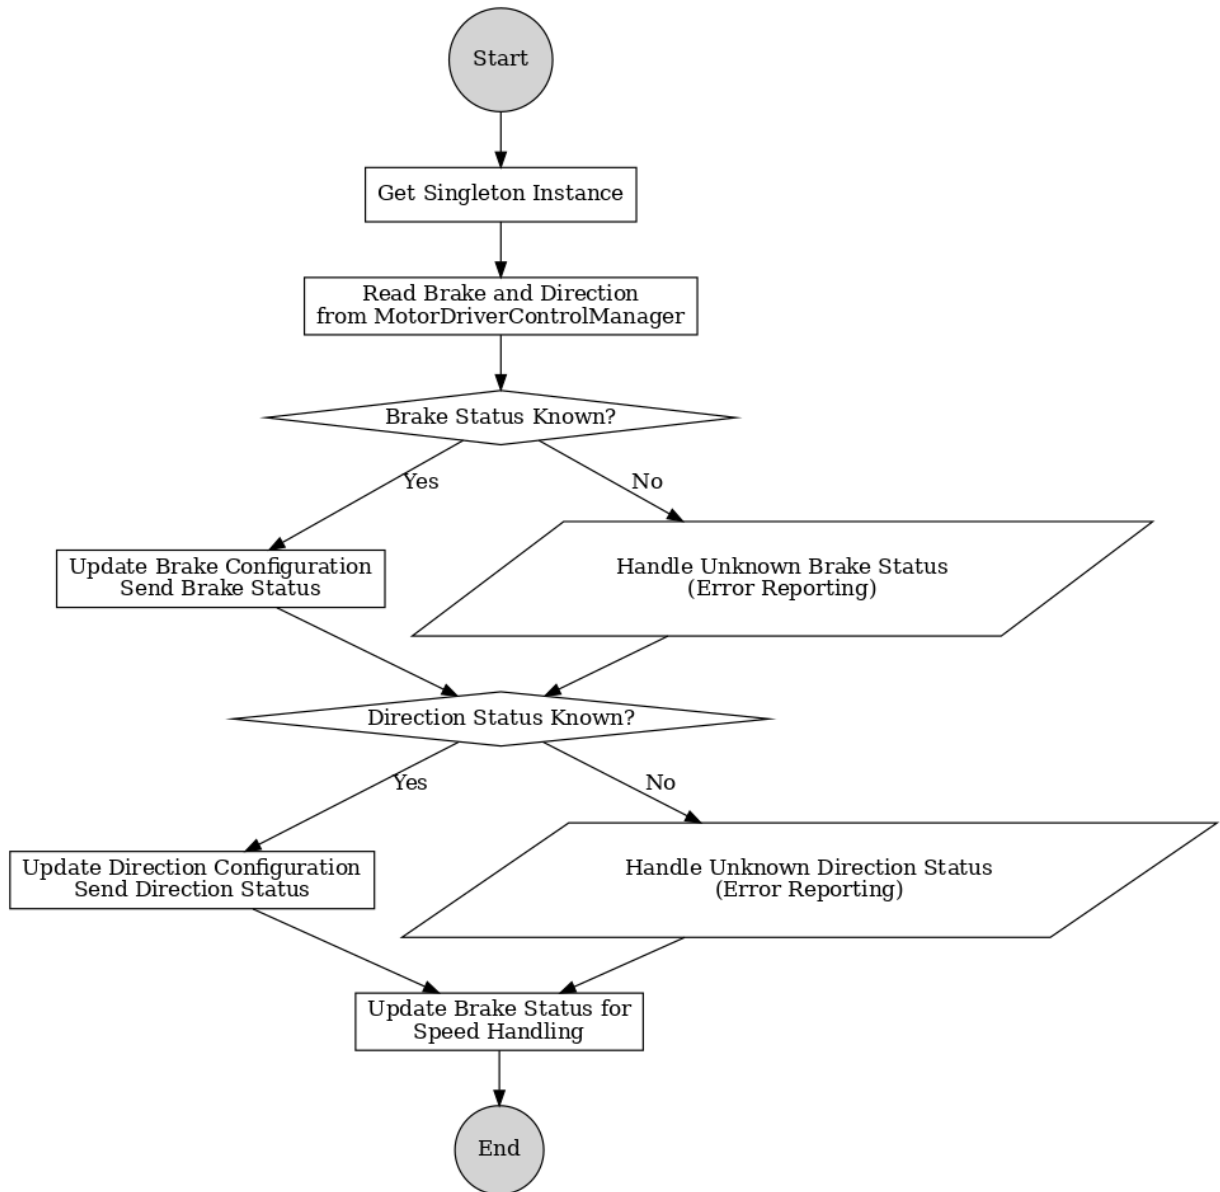 Start
Get Singleton Instance
Read Brake and Direction
from MotorDriverControlManager
Brake Status Known?
Yes
No
Update Brake Configuration
Send Brake Status
Handle Unknown Brake Status
(Error Reporting)
Direction Status Known?
Yes
No
Update Direction Configuration
Send Direction Status
Handle Unknown Direction Status
(Error Reporting)
Update Brake Status for
Speed Handling
End